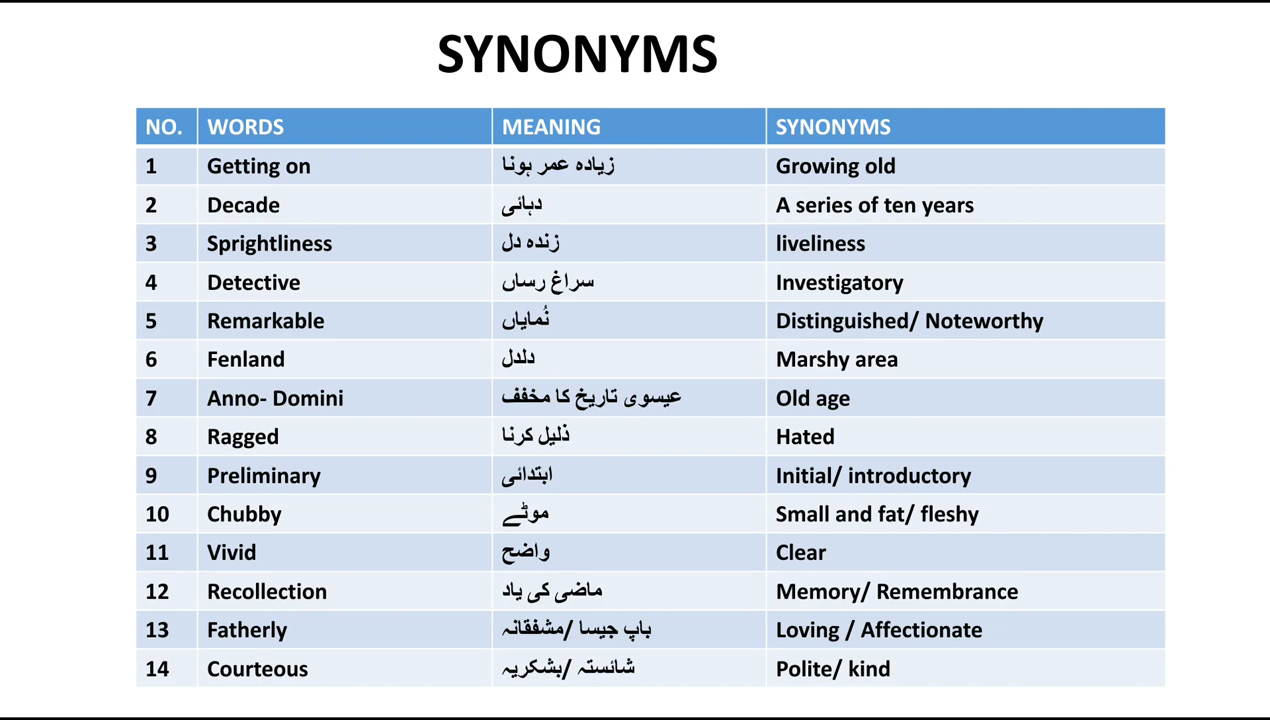 SYNONYMS
NO. WORDS MEANING SYNONYMS
1 Getting on زیادہ عمر ہونا Growing old
2 Decade دہائی A series of ten years
3 Sprightliness زندہ دل liveliness
4 Detective سراغ رساں Investigatory
5 Remarkable نُمایاں Distinguished/ Noteworthy
6 Fenland دلدل Marshy area
7 Anno- Domini عیسوی تاریخ کا مخفف Old age
8 Ragged ذلیل کرنا Hated
9 Preliminary ابتدائی Initial/ introductory
10 Chubby موٹے Small and fat/ fleshy
11 Vivid واضح Clear
12 Recollection ماضی کی یاد Memory/ Remembrance
13 Fatherly باپ جیسا /مشفقانہ Loving / Affectionate
14 Courteous شائستہ /بشکریہ Polite/ kind